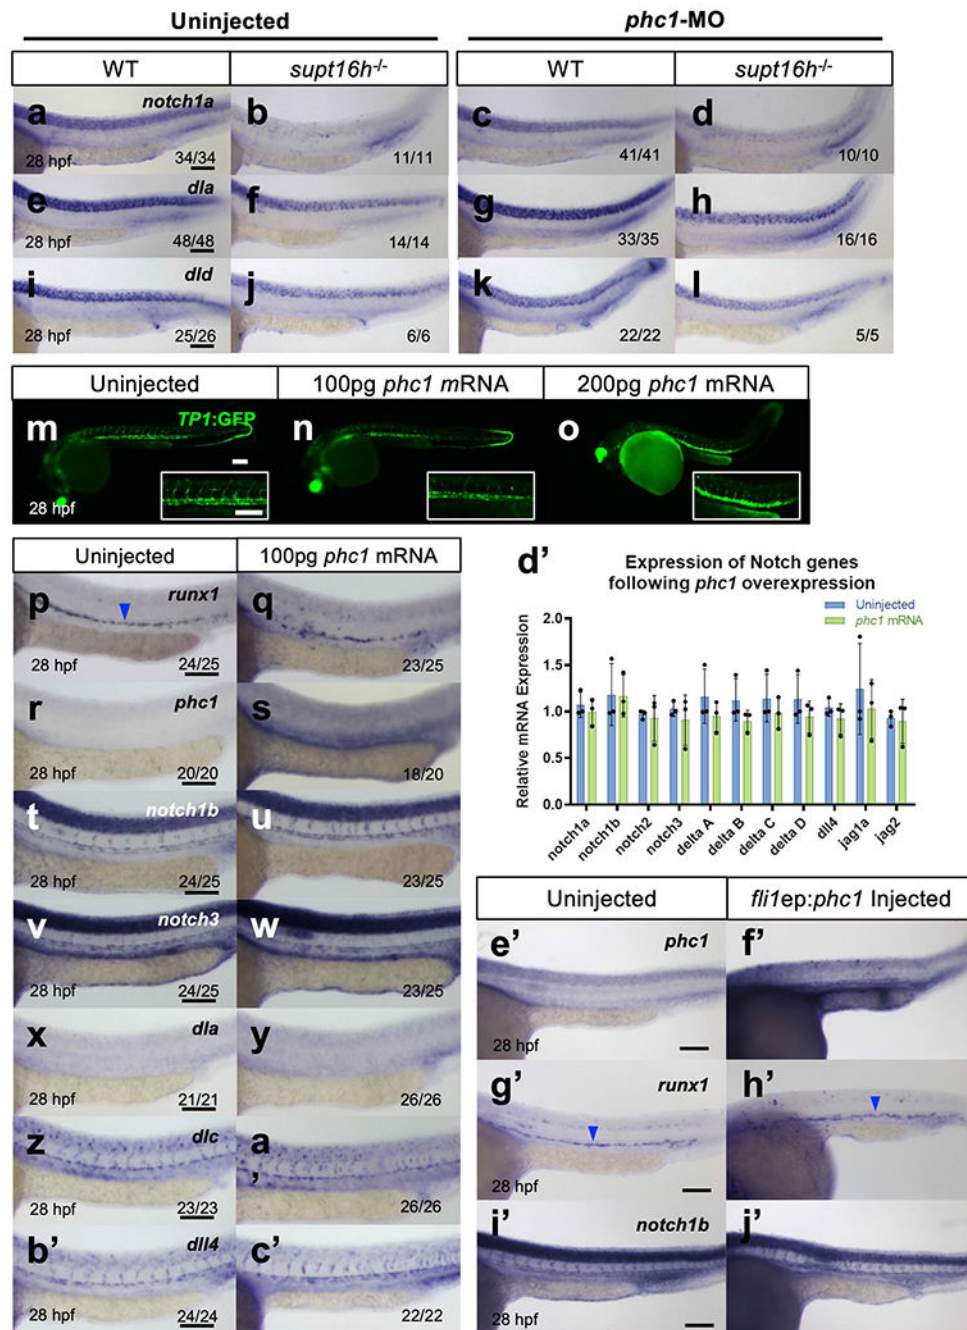 Uninjected
phc1-MO
WT
supt16h-/-
WT
supt16h-/-
a
notch1a
28 hpf
34/34
b
11/11
c
41/41
d
10/10
e
dla
28 hpf
48/48
f
14/14
g
33/35
h
16/16
i
dld
28 hpf
25/26
j
6/6
k
22/22
l
5/5
Uninjected
100pg phc1 mRNA
200pg phc1 mRNA
m
TP1:GFP
28 hpf
n
o
Uninjected
100pg phc1 mRNA
p
runx1
28 hpf
24/25
q
23/25
r
phc1
28 hpf
20/20
s
18/20
t
notch1b
28 hpf
24/25
u
23/25
v
notch3
28 hpf
24/25
w
23/25
x
dla
28 hpf
21/21
y
26/26
z
dlc
28 hpf
23/23
a
’
26/26
b’
dll4
28 hpf
24/24
c’
22/22
d’
Expression of Notch genes
following phc1 overexpression
Uninjected
phc1 mRNA
Relative mRNA Expression
2.0
1.5
1.0
0.5
0.0
notch1a
notch1b
notch2
notch3
delta A
delta B
delta C
delta D
dll4
jag1a
jag2
Uninjected
fli1ep:phc1 Injected
e’
phc1
28 hpf
f’
g’
runx1
28 hpf
h’
i’
notch1b
28 hpf
j’